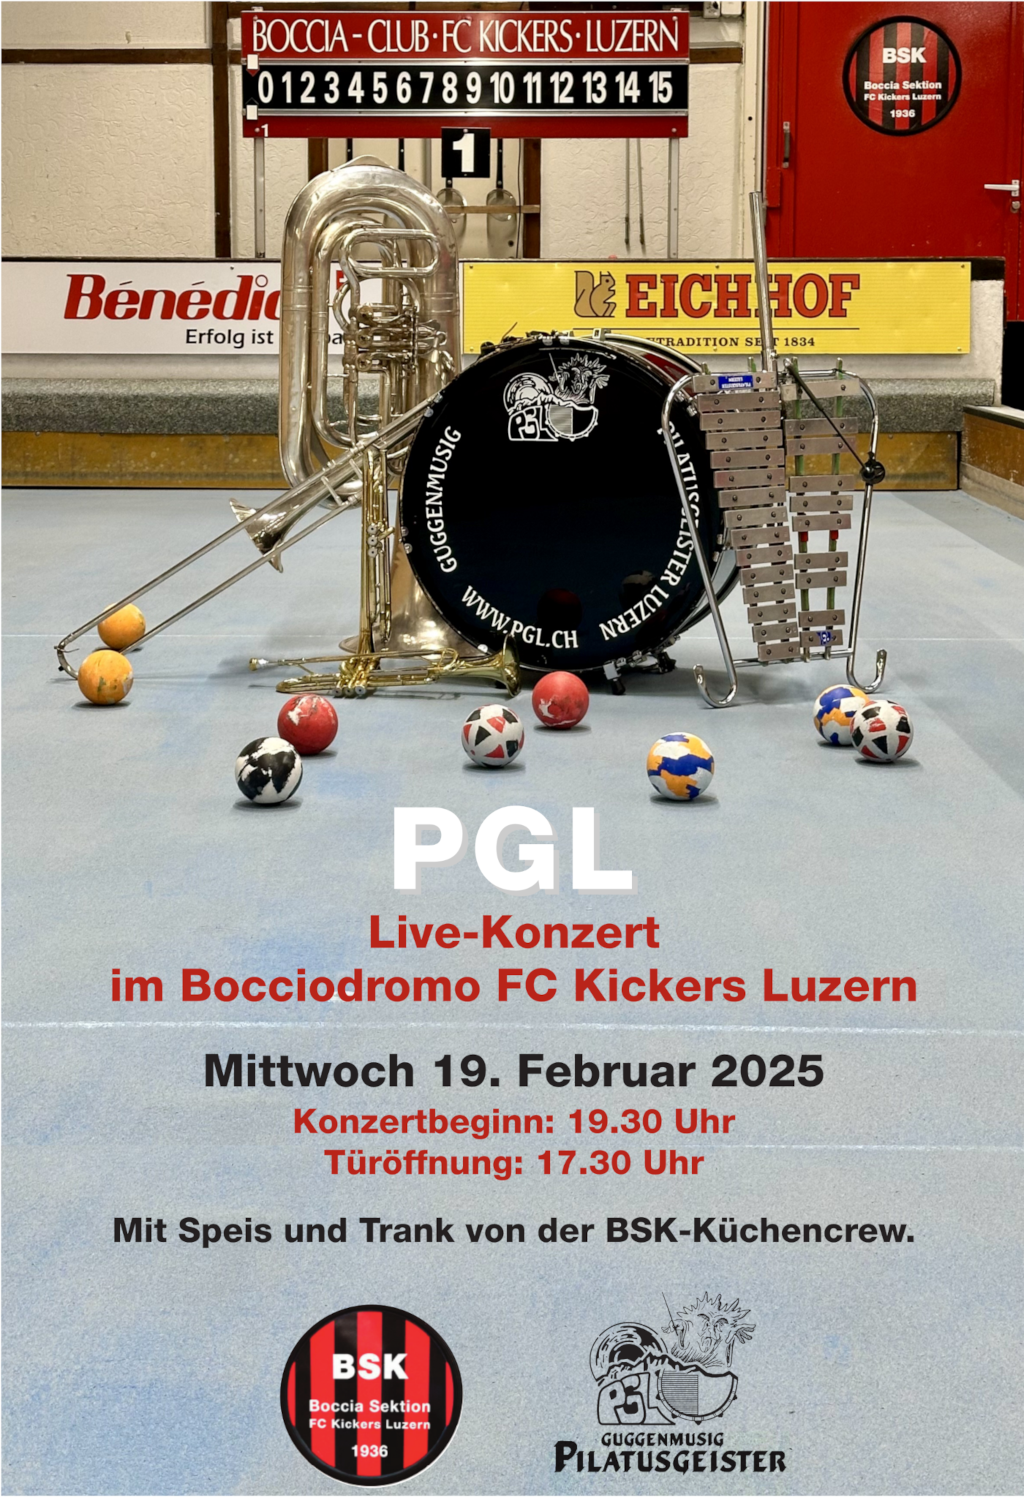 BOCCIA - CLUB · FC KICKERS · LUZERN
0 1 2 3 4 5 6 7 8 9 10 11 12 13 14 15
1
1
BSK
Boccia Sektion
FC Kickers Luzern
1936
Erfolg ist
EICHHOF
1834
PGL
GUGGENMUSIG
PILATUSGEISTER LUZERN
WWW.PGL.CH
PGL
Live-Konzert
im Bocciodromo FC Kickers Luzern
Mittwoch 19. Februar 2025
Konzertbeginn: 19.30 Uhr
Türöffnung: 17.30 Uhr
Mit Speis und Trank von der BSK-Küchencrew.
BSK
Boccia Sektion
FC Kickers Luzern
1936
PGL
GUGGENMUSIG
PILATUSGEISTER